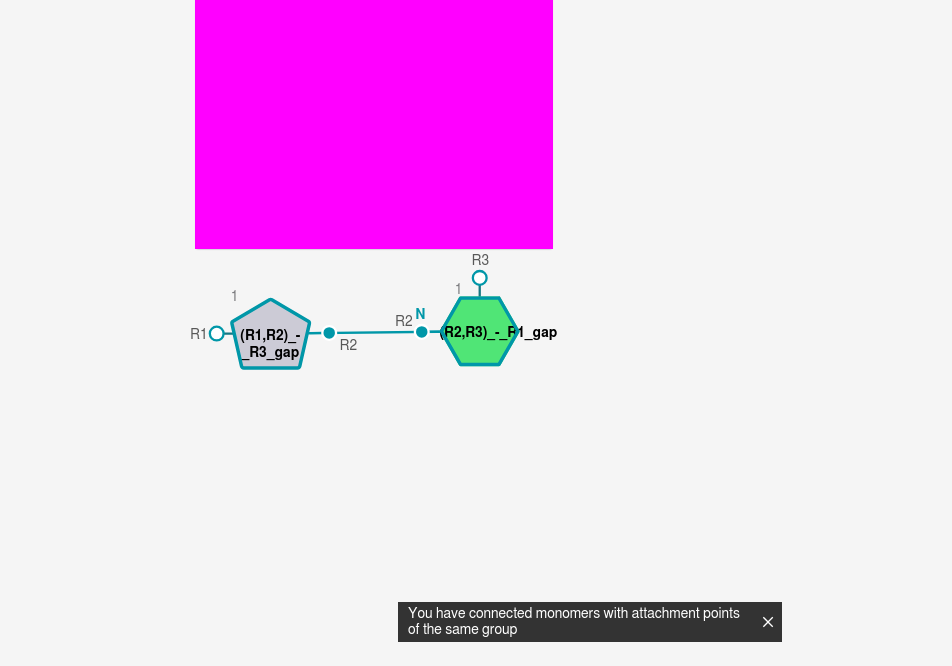 R3
1
1
N
R2
R1
(R1,R2)_-
_R3_gap
R2
(R2,R3)_-_R1_gap
You have connected monomers with attachment points
of the same group